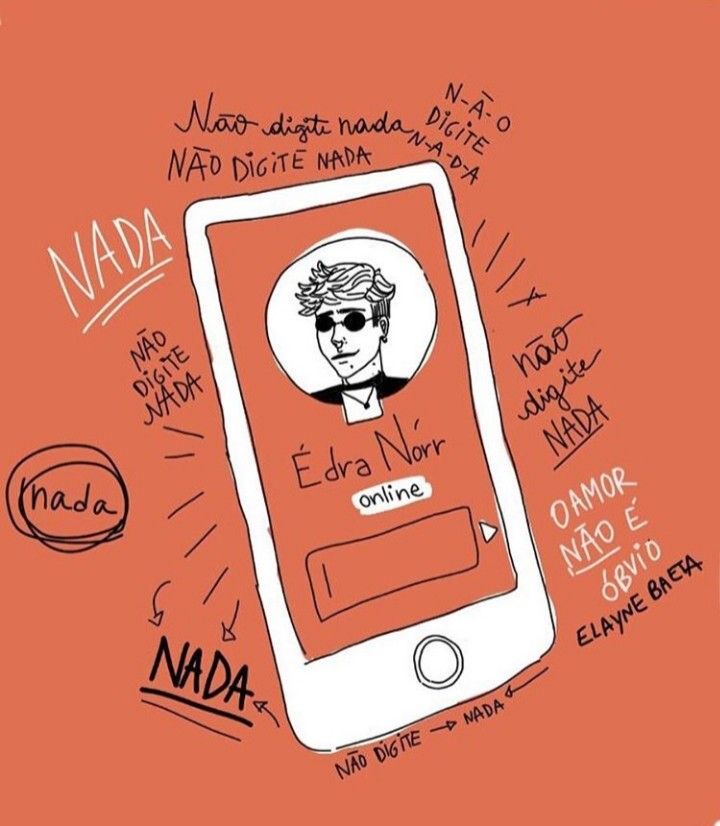 Não digite nada
NÃO DIGITE NADA
N-Ã-O
DIGITE
N-A-D-A
NADA
NÃO
DIGITE
NADA
nada
NADA
Édra Nórr
online
não
digite
NADA
O AMOR
NÃO É
ÓBVIO
ELAYNE BAETA
NÃO DIGITE → NADA